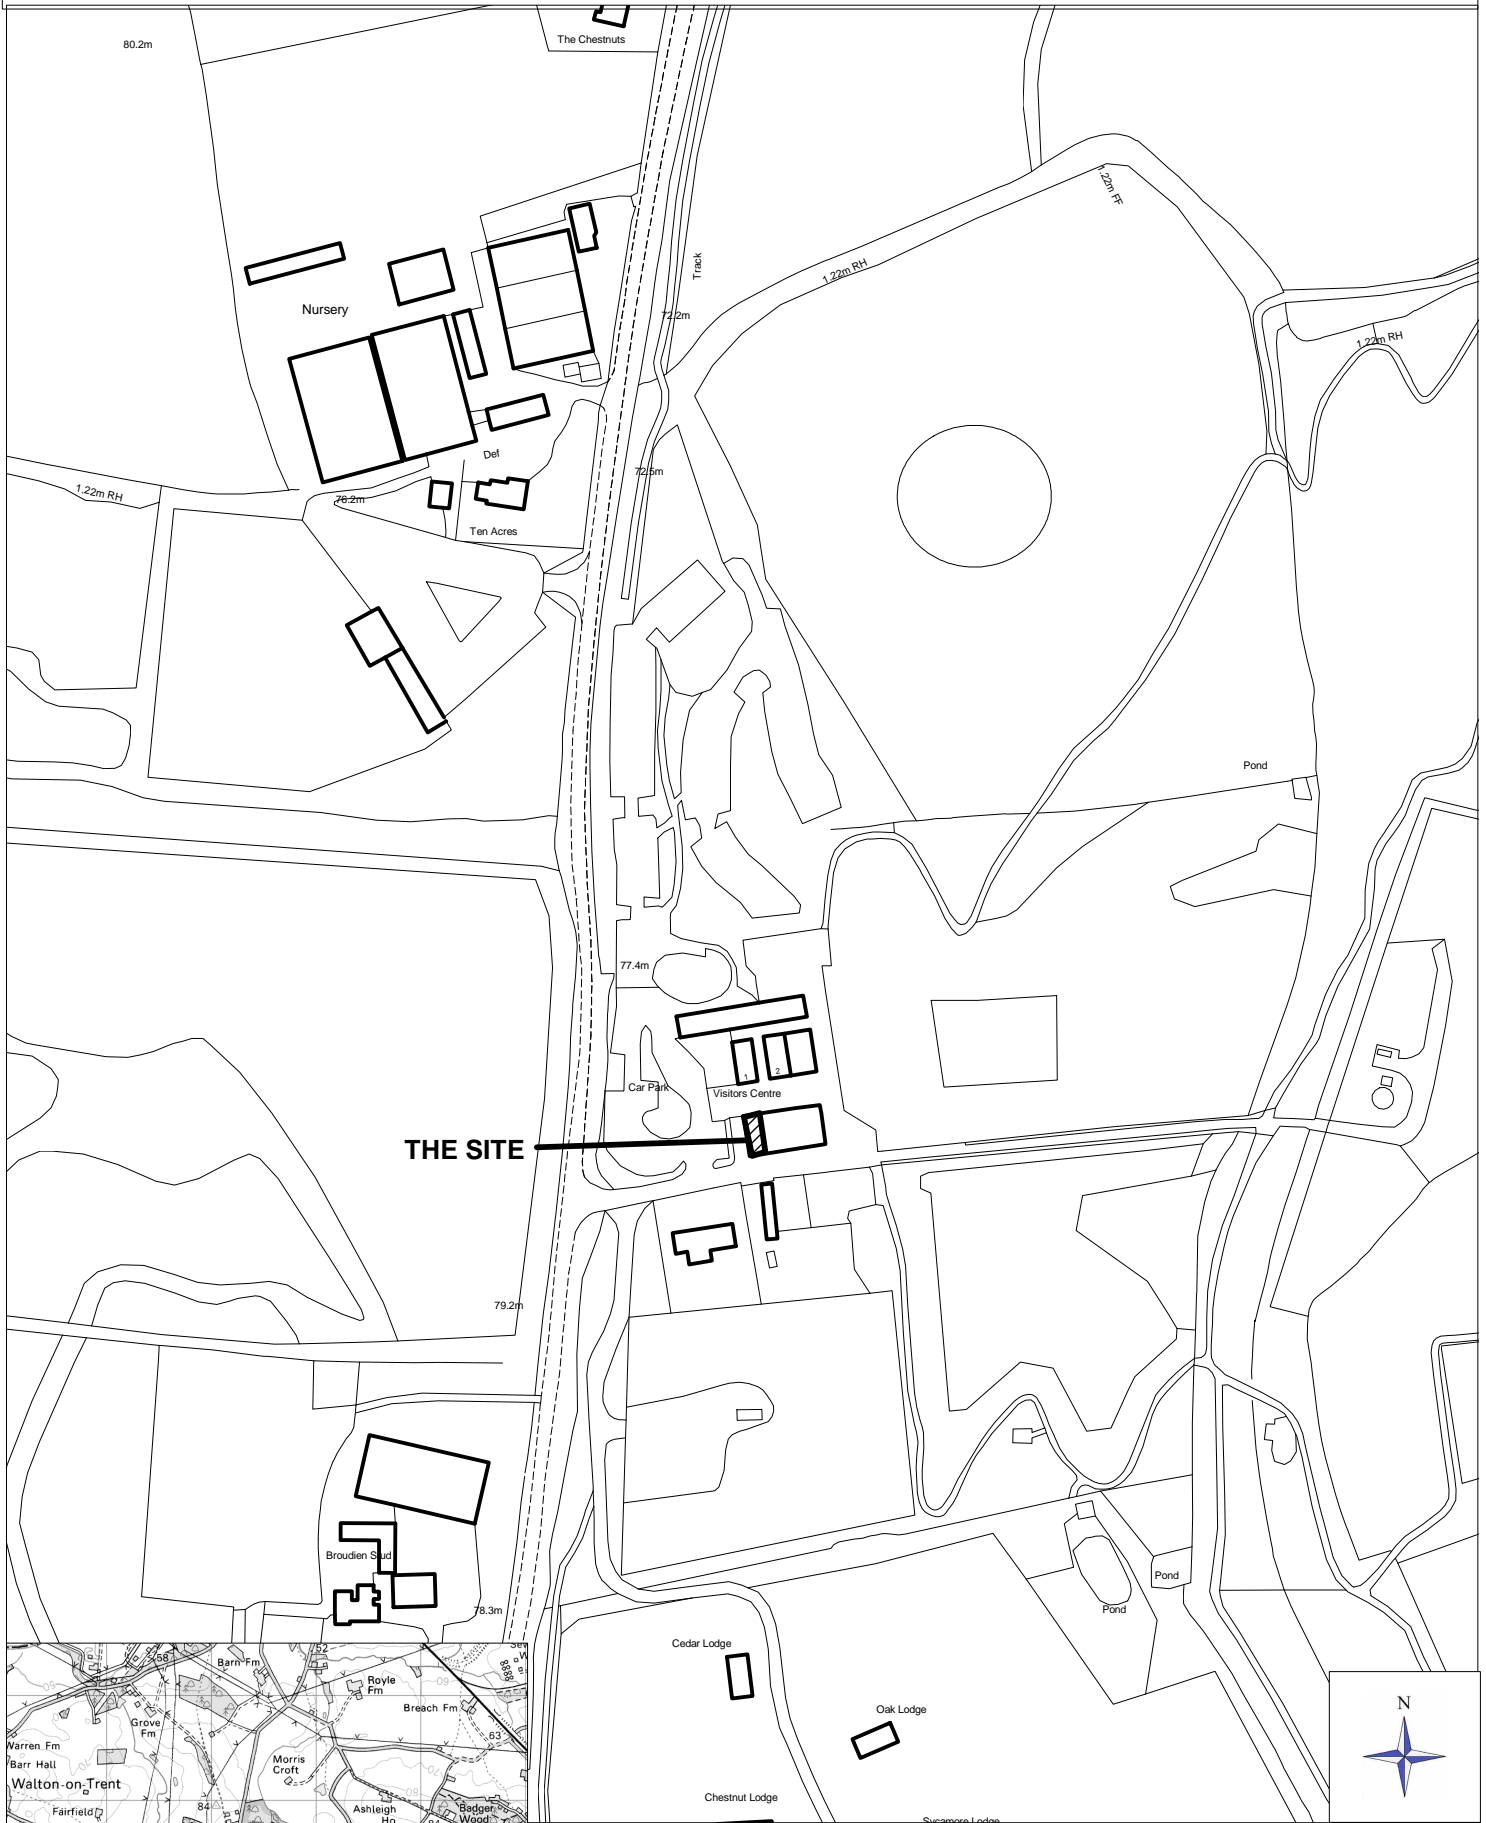 The Chestnuts
80.2m
1.22m FF
Track
1.22m RH
Nursery
72.2m
1.22m RH
Def
72.5m
1.22m RH
76.2m
Ten Acres
Pond
77.4m
1
2
Car Park
Visitors Centre
THE SITE
79.2m
Broudien Stud
Pond
Pond
78.3m
Cedar Lodge
Oak Lodge
Chestnut Lodge
Sycamore Lodge
N
52
58
Barn Fm
Royle
Fm
Breach Fm
Grove
Fm
63
Warren Fm
Barr Hall
Morris
Croft
Walton-on-Trent
84
Fairfield
Ashleigh
Ho
Badger
Wood